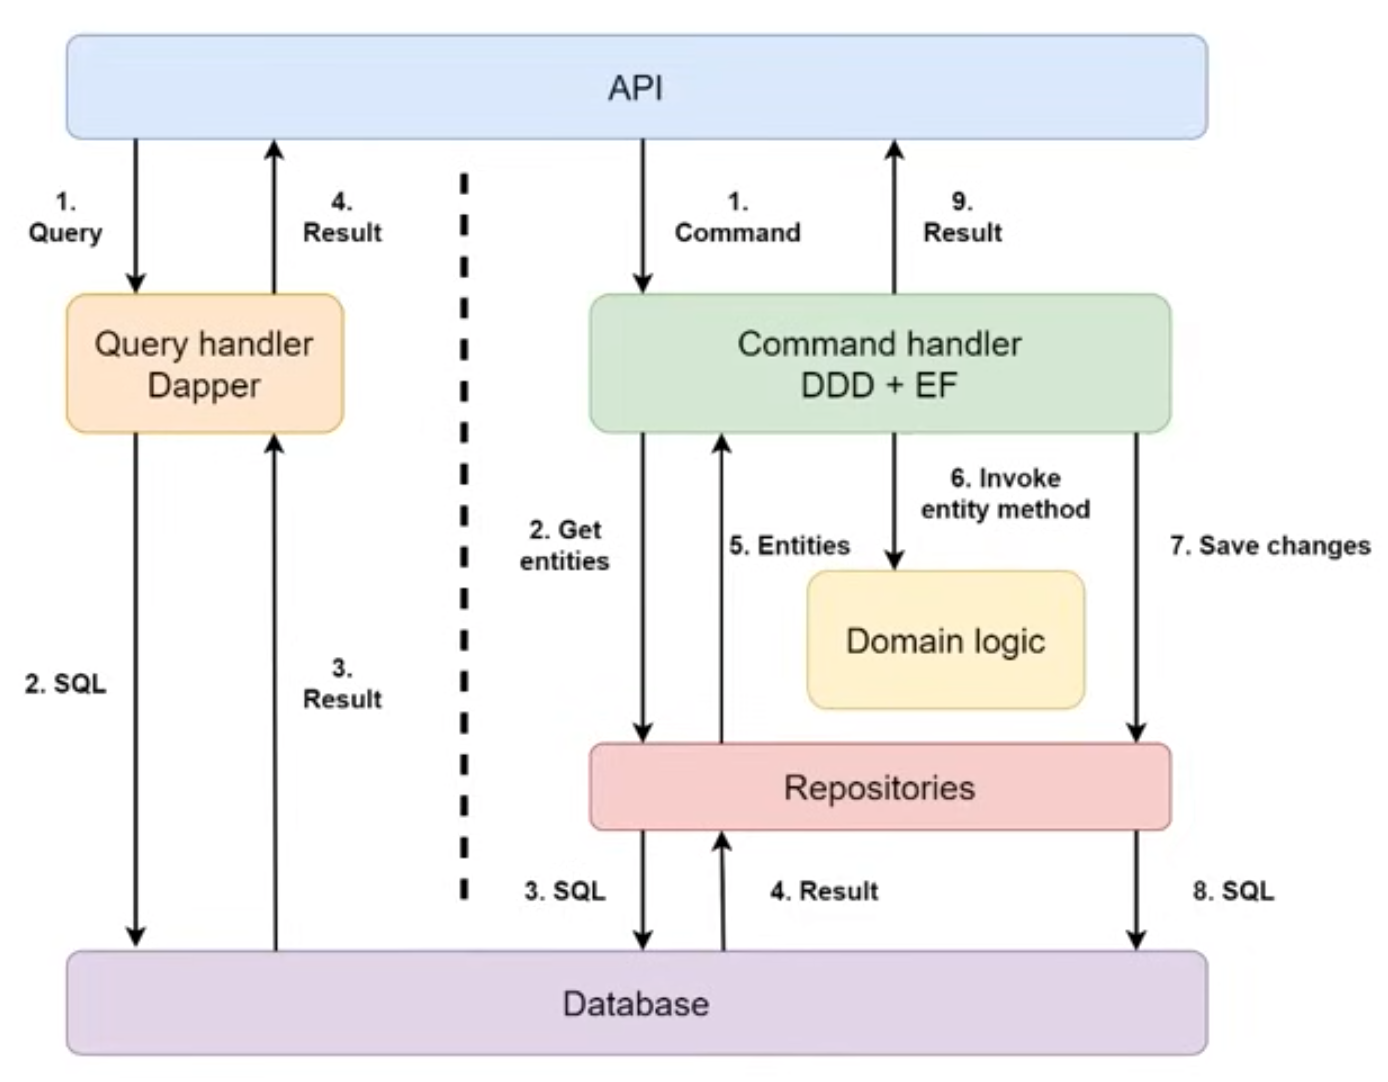 API
1.
Query
4.
Result
1.
Command
9.
Result
Query handler
Dapper
Command handler
DDD + EF
2. Get
entities
5. Entities
6. Invoke
entity method
7. Save changes
Domain logic
2. SQL
3.
Result
Repositories
3. SQL
4. Result
8. SQL
Database